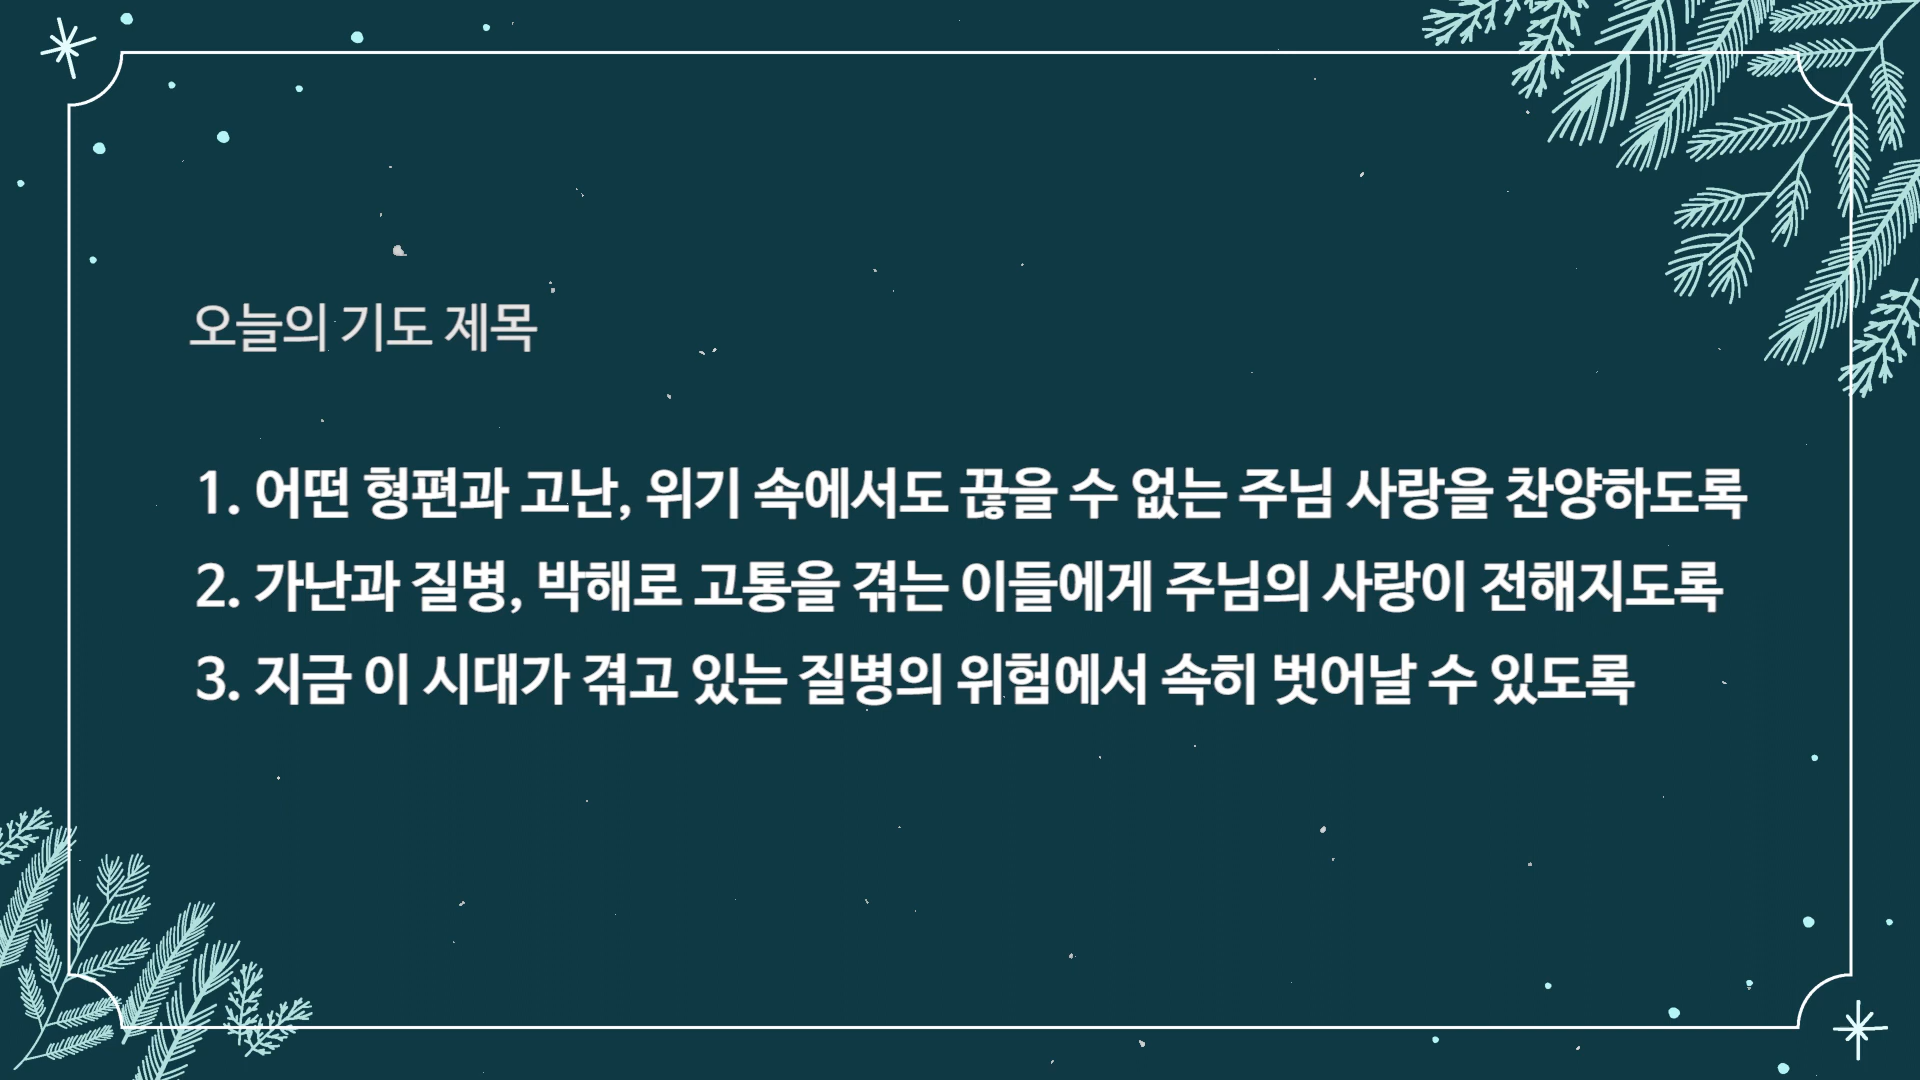 오늘의 기도 제목
1. 어떤 형편과 고난, 위기 속에서도 끊을 수 없는 주님 사랑을 찬양하도록
2. 가난과 질병, 박해로 고통을 겪는 이들에게 주님의 사랑이 전해지도록
3. 지금 이 시대가 겪고 있는 질병의 위험에서 속히 벗어날 수 있도록